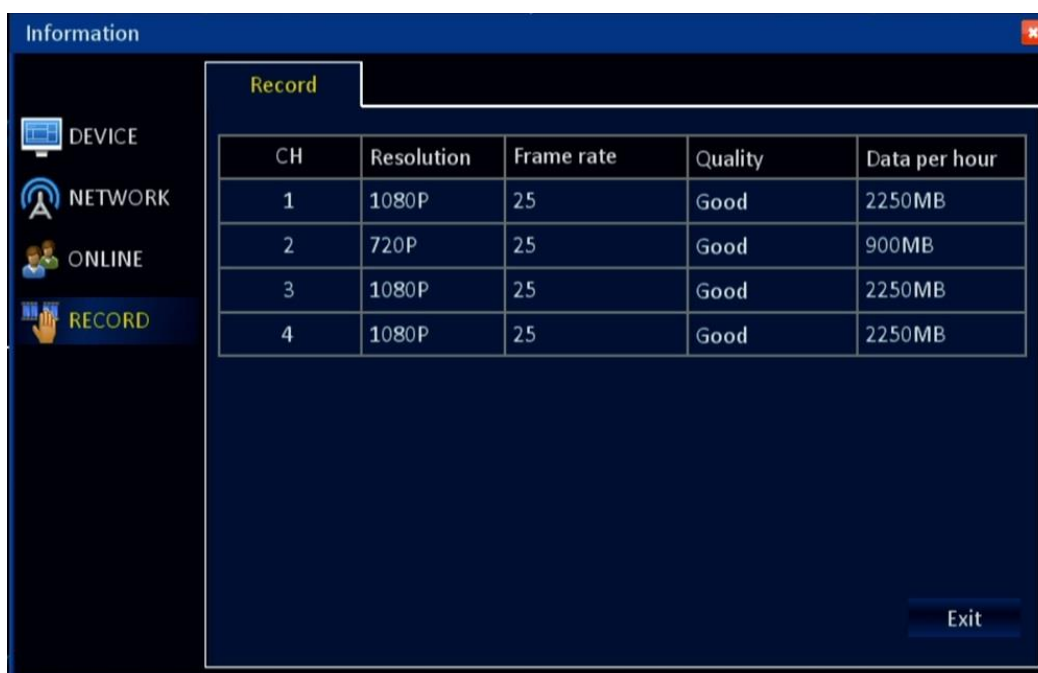 Information
Record
DEVICE
NETWORK
ONLINE
RECORD
CH Resolution Frame rate Quality Data per hour
1 1080P 25 Good 2250MB
2 720P 25 Good 900MB
3 1080P 25 Good 2250MB
4 1080P 25 Good 2250MB
Exit